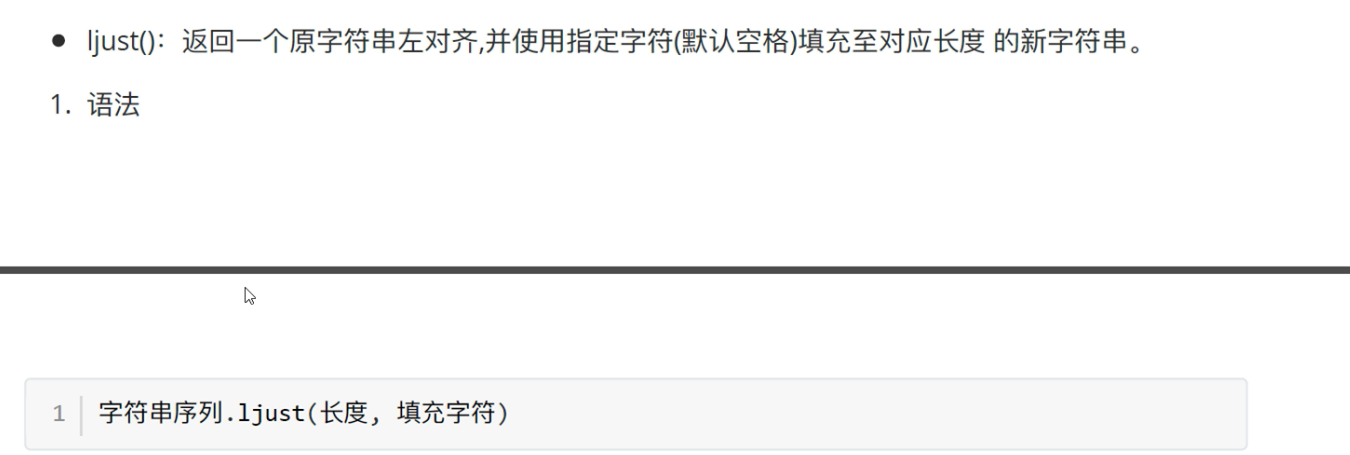 ● ljust()：返回一个原字符串左对齐,并使用指定字符(默认空格)填充至对应长度 的新字符串。
1. 语法
1 字符串序列.ljust(长度, 填充字符)